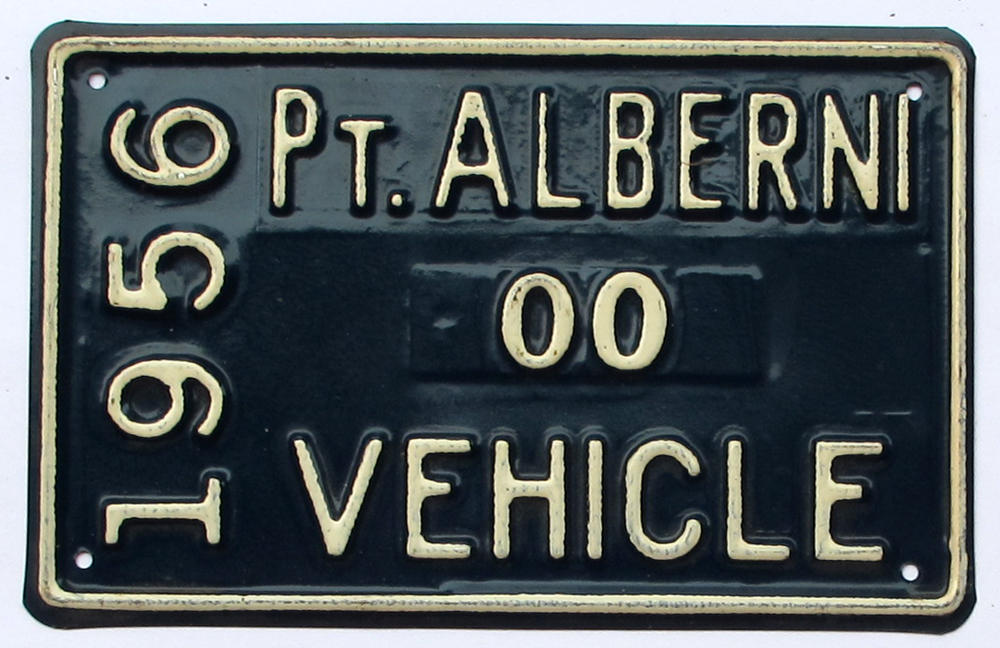 1956
PT. ALBERNI
00
VEHICLE